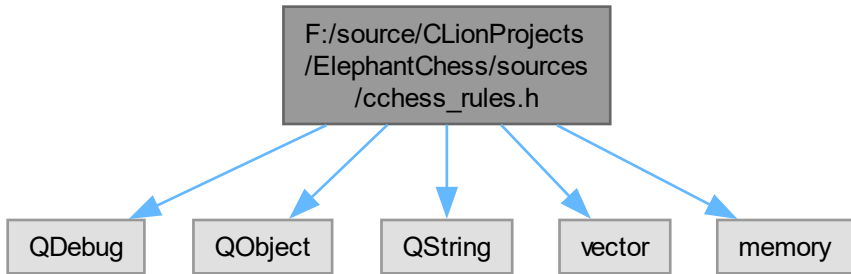 F:/source/CLionProjects
/ElephantChess/sources
/cchess_rules.h
QDebug
QObject
QString
vector
memory